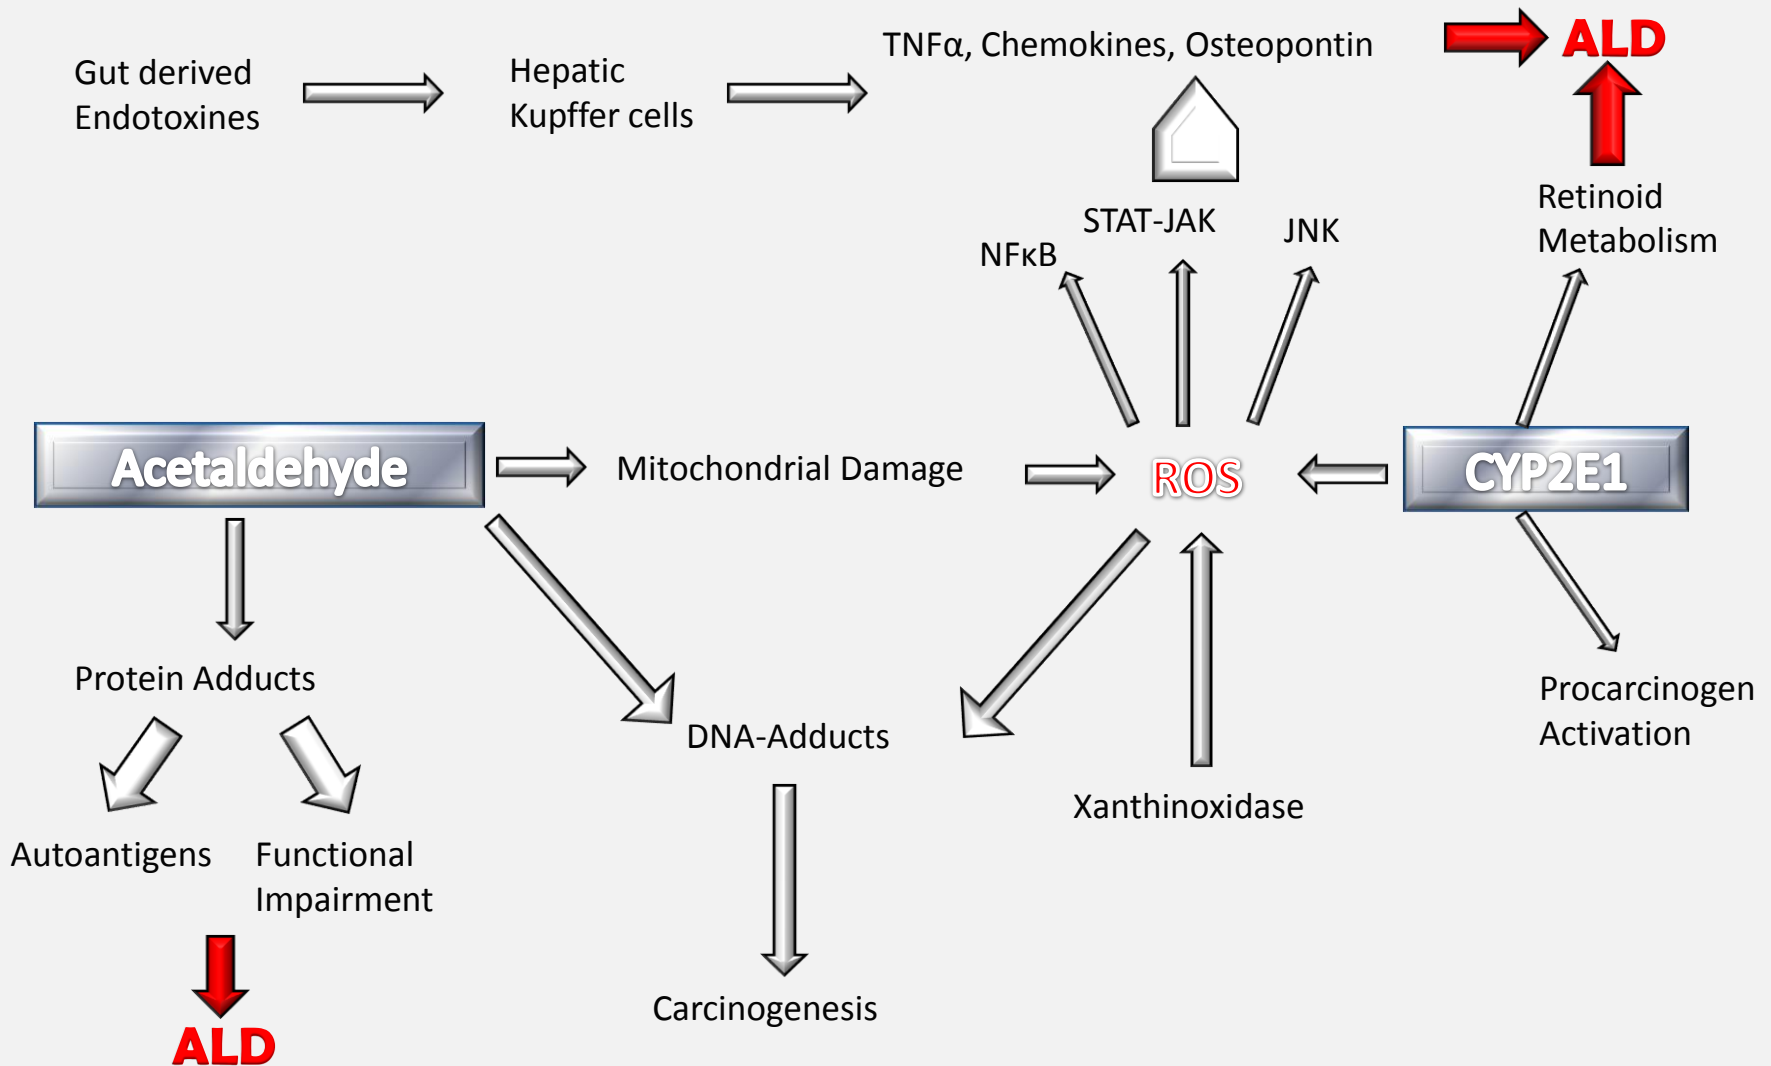 TNFα, Chemokines, Osteopontin
ALD
Gut derived
Endotoxines
Hepatic
Kupffer cells
Retinoid
Metabolism
STAT-JAK
JNK
NFκB
Acetaldehyde
Mitochondrial Damage
ROS
CYP2E1
Protein Adducts
DNA-Adducts
Procarcinogen
Activation
Xanthinoxidase
Autoantigens
Functional
Impairment
Carcinogenesis
ALD